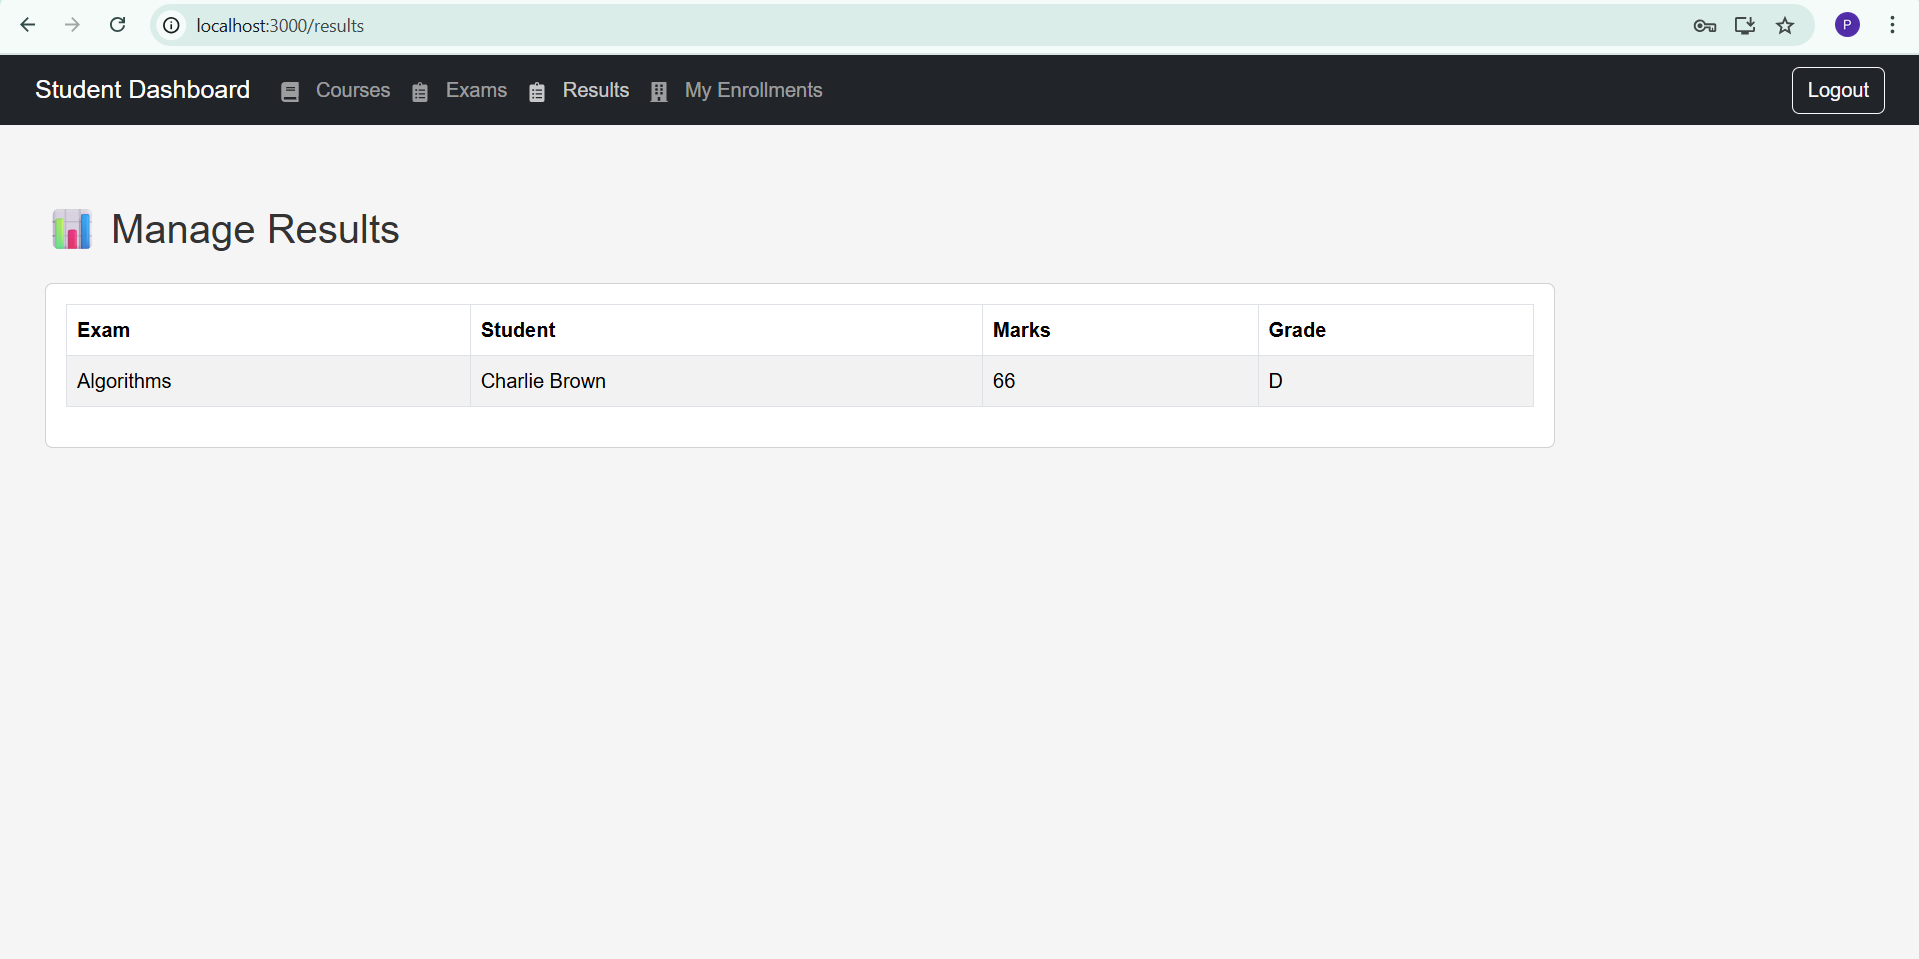 localhost:3000/results
P
Student Dashboard Courses Exams Results My Enrollments Logout
Manage Results
Exam Student Marks Grade
Algorithms Charlie Brown 66 D